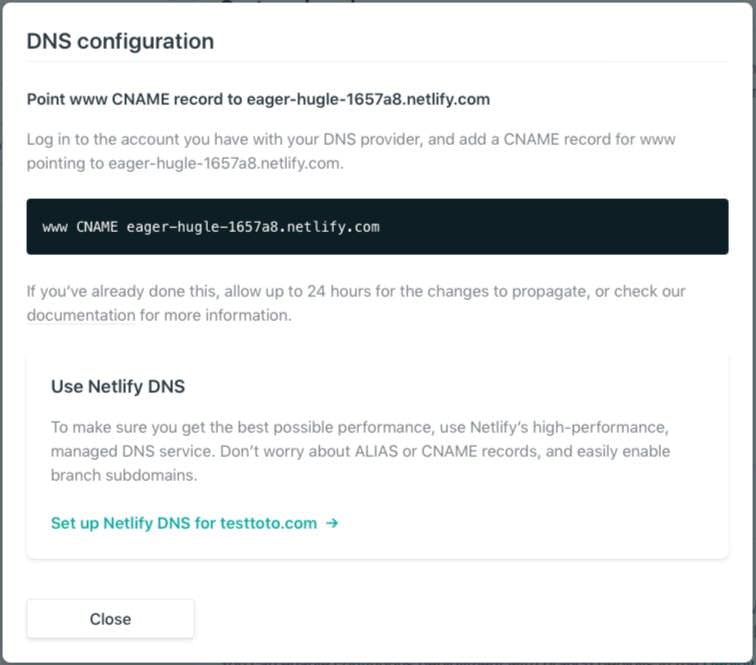 DNS configuration
Point www CNAME record to eager-hugle-1657a8.netlify.com
Log in to the account you have with your DNS provider, and add a CNAME record for www
pointing to eager-hugle-1657a8.netlify.com.
www CNAME eager-hugle-1657a8.netlify.com
If you’ve already done this, allow up to 24 hours for the changes to propagate, or check our
documentation for more information.
Use Netlify DNS
To make sure you get the best possible performance, use Netlify’s high-performance,
managed DNS service. Don’t worry about ALIAS or CNAME records, and easily enable
branch subdomains.
Set up Netlify DNS for testtoto.com →
Close